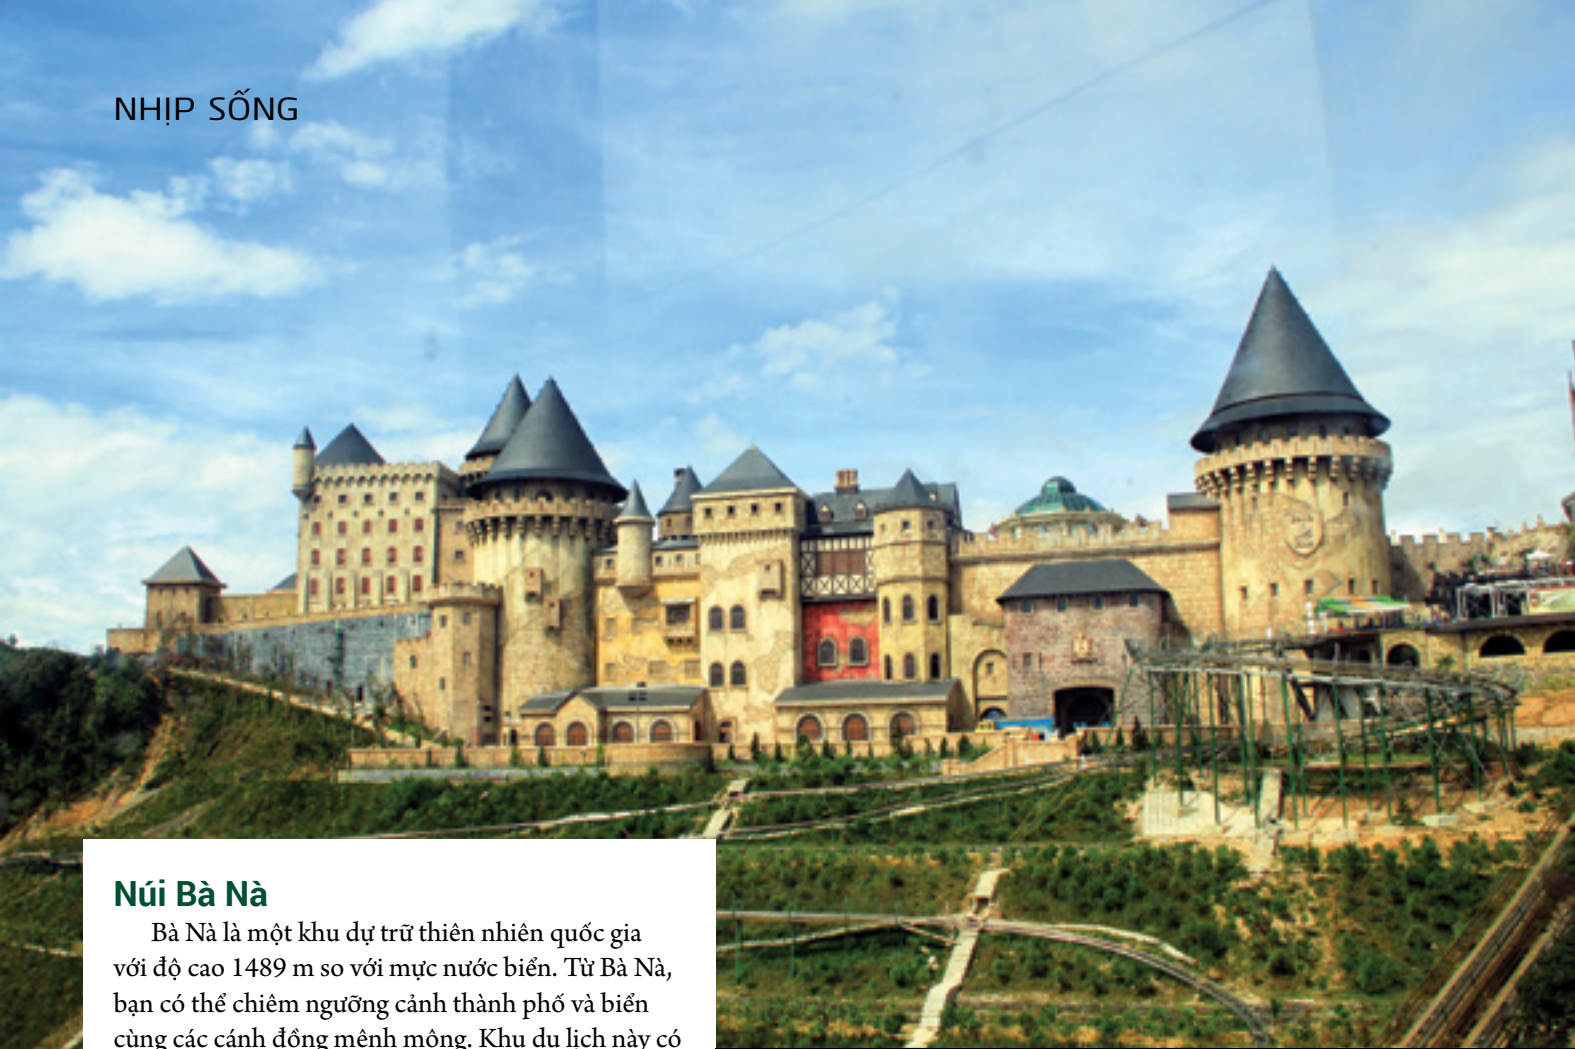 NHỊP SỐNG
Núi Bà Nà
Bà Nà là một khu dự trữ thiên nhiên quốc gia
với độ cao 1489 m so với mực nước biển. Từ Bà Nà,
bạn có thể chiêm ngưỡng cảnh thành phố và biển
cùng các cánh đồng mênh mông. Khu du lịch này có